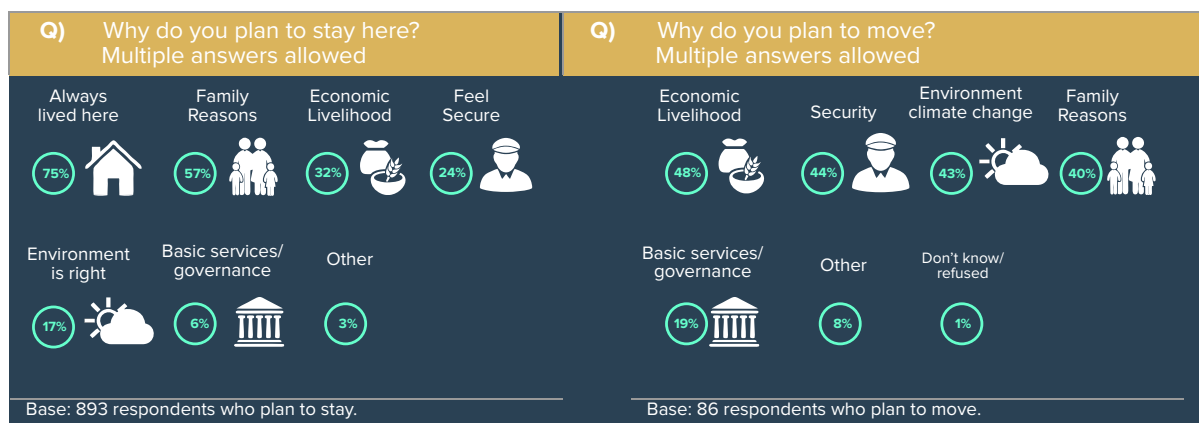 Q) Why do you plan to stay here?
Multiple answers allowed
Always
lived here
75%
Family
Reasons
57%
Economic
Livelihood
32%
Feel
Secure
24%
Environment
is right
17%
Basic services/
governance
6%
Other
3%
Base: 893 respondents who plan to stay.
Q) Why do you plan to move?
Multiple answers allowed
Economic
Livelihood
48%
Security
44%
Environment
climate change
43%
Family
Reasons
40%
Basic services/
governance
19%
Other
8%
Don't know/
refused
1%
Base: 86 respondents who plan to move.